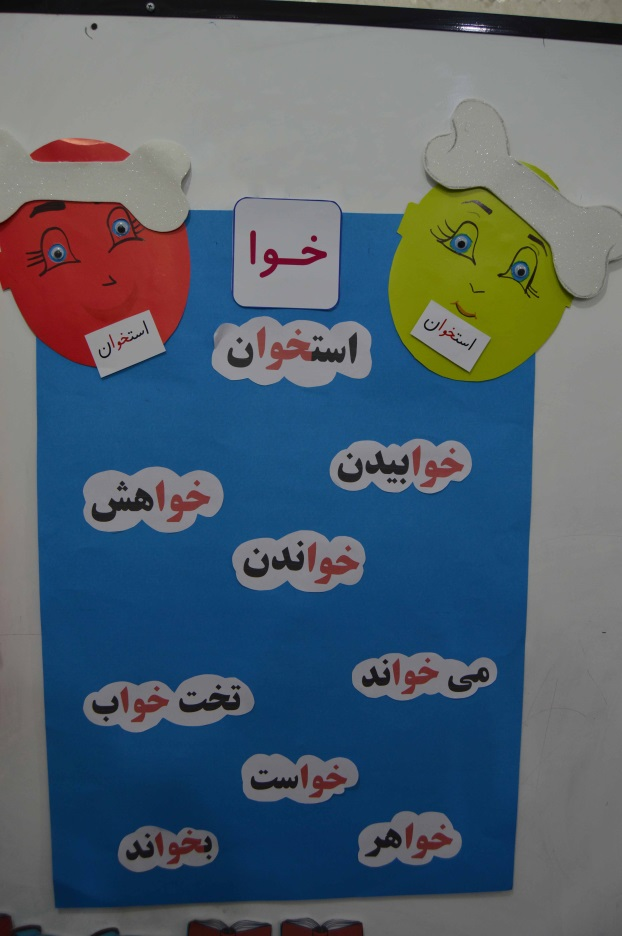 خوا
استخوان
استخوان
استخوان
خوابیدن
خواهش
خواندن
می خواند
تخت خواب
خواست
خواهر
بخواند